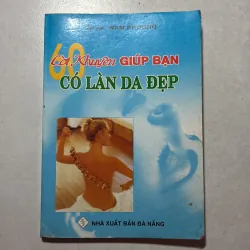 60 Lời Khuyên GIÚP BẠN
CÓ LÀN DA ĐẸP
NHÀ XUẤT BẢN ĐÀ NẴNG